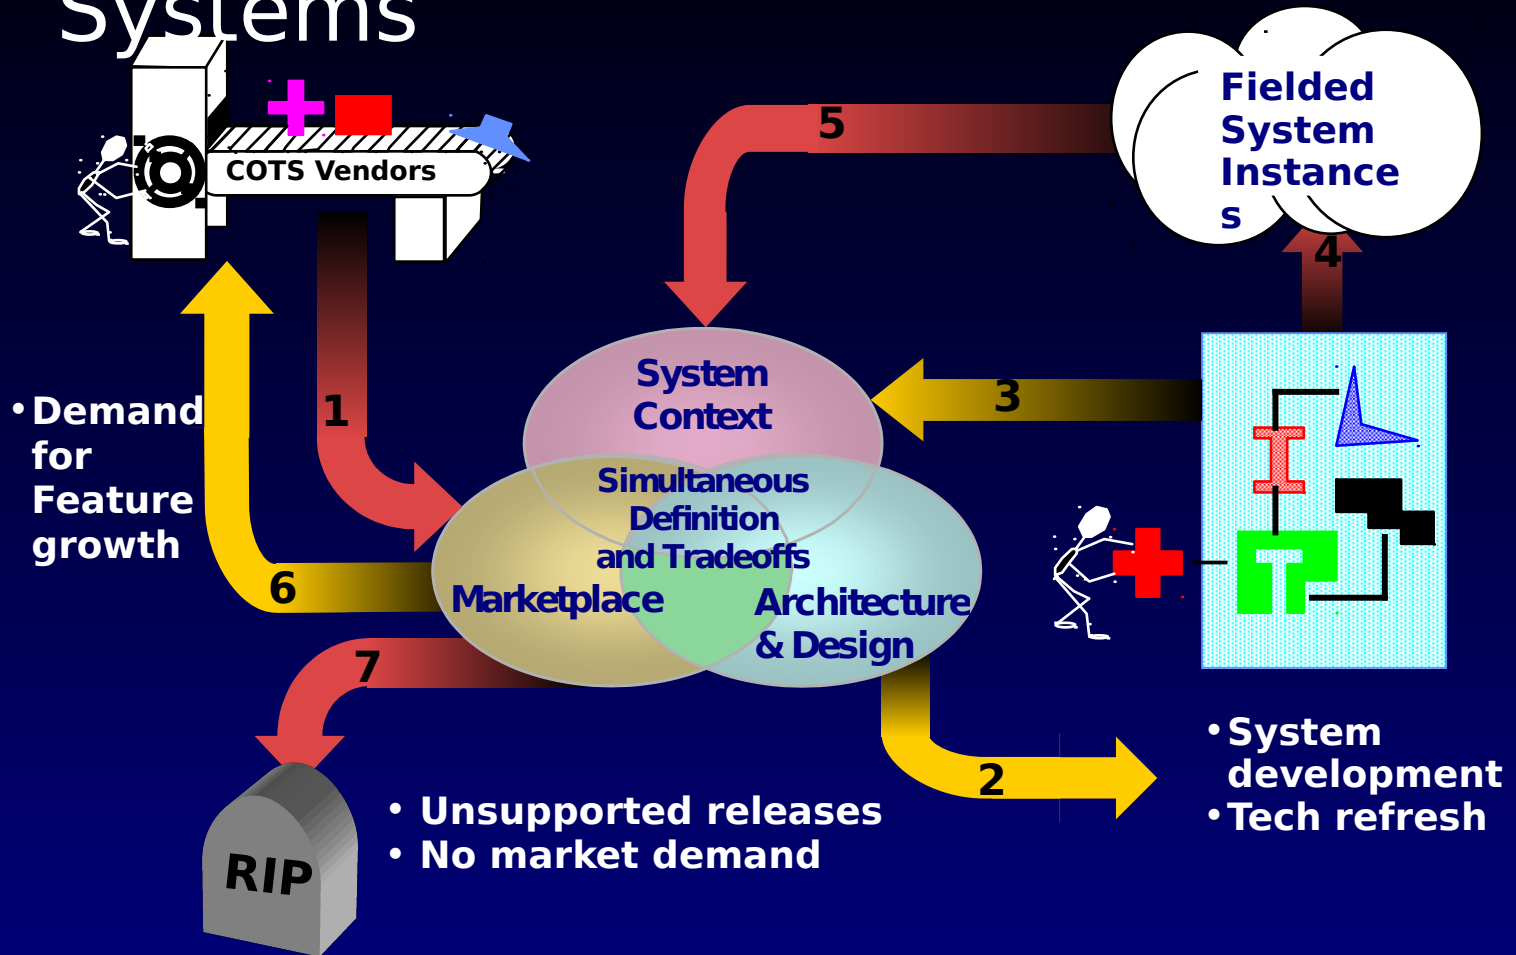 Systems
COTS Vendors
5
Fielded
System
Instance
s
4
System
Context
3
1
• Demand
for
Feature
growth
Simultaneous
Definition
and Tradeoffs
Marketplace
Architecture
& Design
6
7
2
• System
development
• Tech refresh
• Unsupported releases
• No market demand
RIP